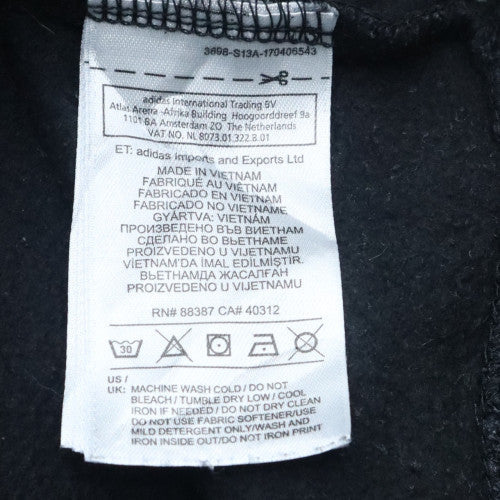 3698-S13A-170406543
adidas International Trading BV
Atlas Arena -Afrika Building Hoogoorddreef 9a
1101 BA Amsterdam ZO The Netherlands
VAT NO. NL 8073.01.322.B.01
ET: adidas Imports and Exports Ltd
MADE IN VIETNAM
FABRIQUÉ AU VIETNAM
FABRICADO EN VIETNAM
FABRICADO NO VIETNAME
GYÁRTVA: VIETNÁM
ПРОИЗВЕДЕНО ВЪВ ВИЕТНАМ
СДЕЛАНО ВО ВЬЕТНАМЕ
PROIZVEDENO U VIJETNAMU
VİETNAM'DA İMAL EDİLMİŞTİR.
ВЬЕТНАМДА ЖАСАЛҒАН
PROIZVEDENO U VIJETNAMU
RN# 88387 CA# 40312
30
US /
UK: MACHINE WASH COLD / DO NOT
BLEACH / TUMBLE DRY LOW / COOL
IRON IF NEEDED / DO NOT DRY CLEAN
DO NOT USE FABRIC SOFTENER/USE
MILD DETERGENT ONLY/WASH AND
IRON INSIDE OUT/DO NOT IRON PRINT